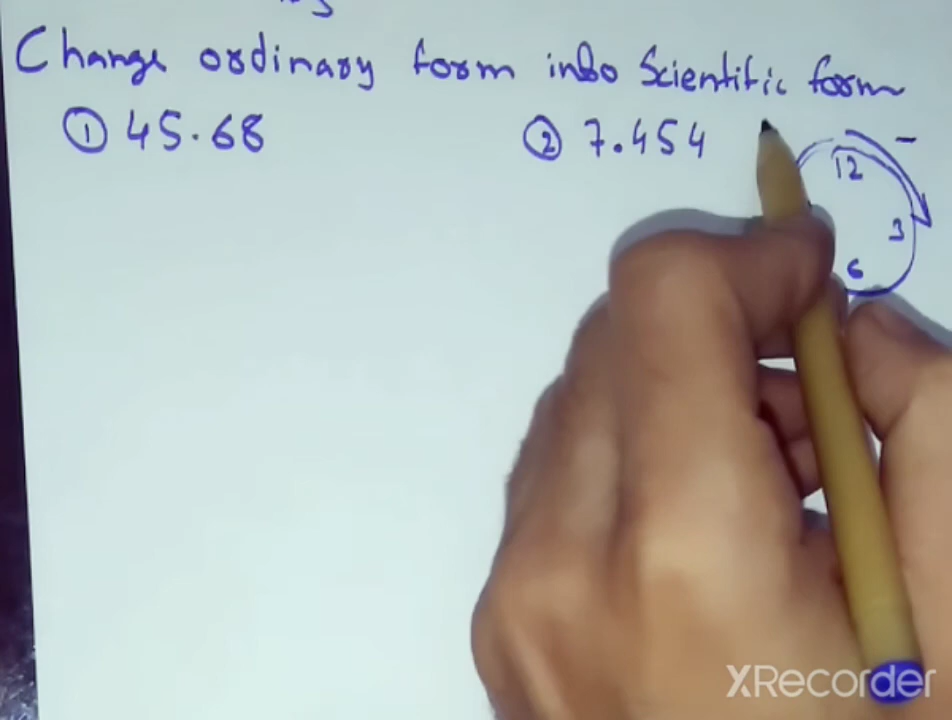 Change ordinary form into Scientific form
① 45.68 ② 7.454
-
12
3
6
XRecorder